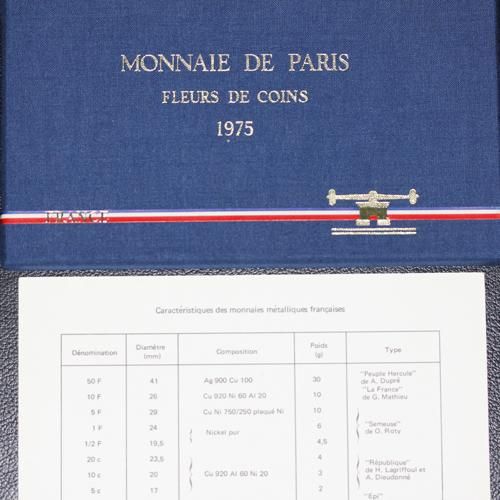 MONNAIE DE PARIS
FLEURS DE COINS
1975
FRANCE
Caractéristiques des monnaies métalliques françaises
Dénomination Diamètre (mm) Composition Poids (g) Type
50 F 41 Ag 900 Cu 100 30 "Peuple Hercule" de A. Dupré
10 F 26 Cu 920 Ni 60 Al 20 10 "La France" de G. Mathieu
5 F 29 Cu Ni 750/250 plaqué Ni 10
1 F 24 Nickel pur 6 "Semeuse" de O. Roty
1/2 F 19,5 4,5
20 c 23,5 4 "République"
10 c 20 Cu 920 Al 60 Ni 20 3 de H. Lagriffoul et A. Dieudonné
5 c 17 2
"Epi"